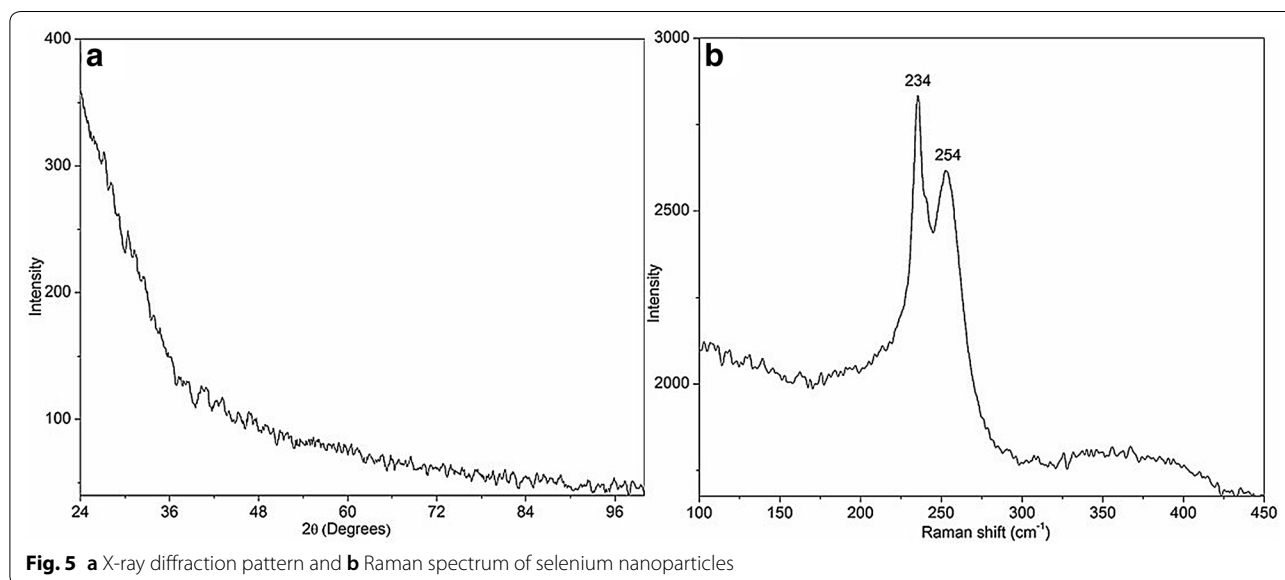 a
400
300
200
100
Intensity
24 36 48 60 72 84 96
2θ (Degrees)
b
3000
2500
2000
Intensity
234
254
100 150 200 250 300 350 400 450
Raman shift (cm⁻¹)
Fig. 5 a X-ray diffraction pattern and b Raman spectrum of selenium nanoparticles